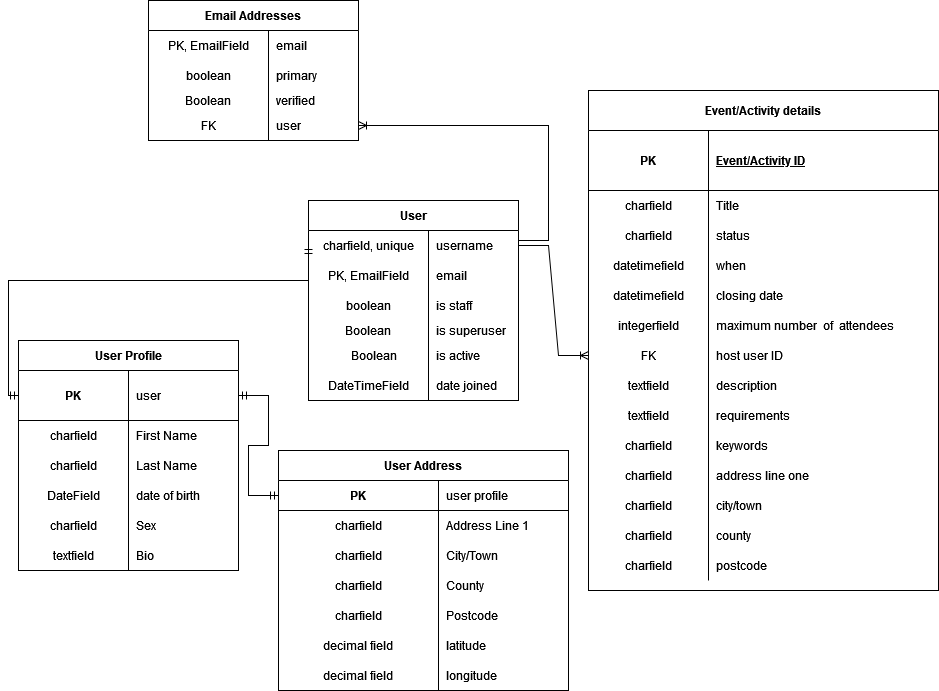 Email Addresses
PK, EmailField email
boolean primary
Boolean verified
FK user
Event/Activity details
PK Event/Activity ID
charfield Title
charfield status
datetimefield when
datetimefield closing date
integerfield maximum number of attendees
FK host user ID
textfield description
textfield requirements
charfield keywords
charfield address line one
charfield city/town
charfield county
charfield postcode
User
charfield, unique username
PK, EmailField email
boolean is staff
Boolean is superuser
Boolean is active
DateTimeField date joined
User Profile
PK user
charfield First Name
charfield Last Name
DateField date of birth
charfield Sex
textfield Bio
User Address
PK user profile
charfield Address Line 1
charfield City/Town
charfield County
charfield Postcode
decimal field latitude
decimal field longitude